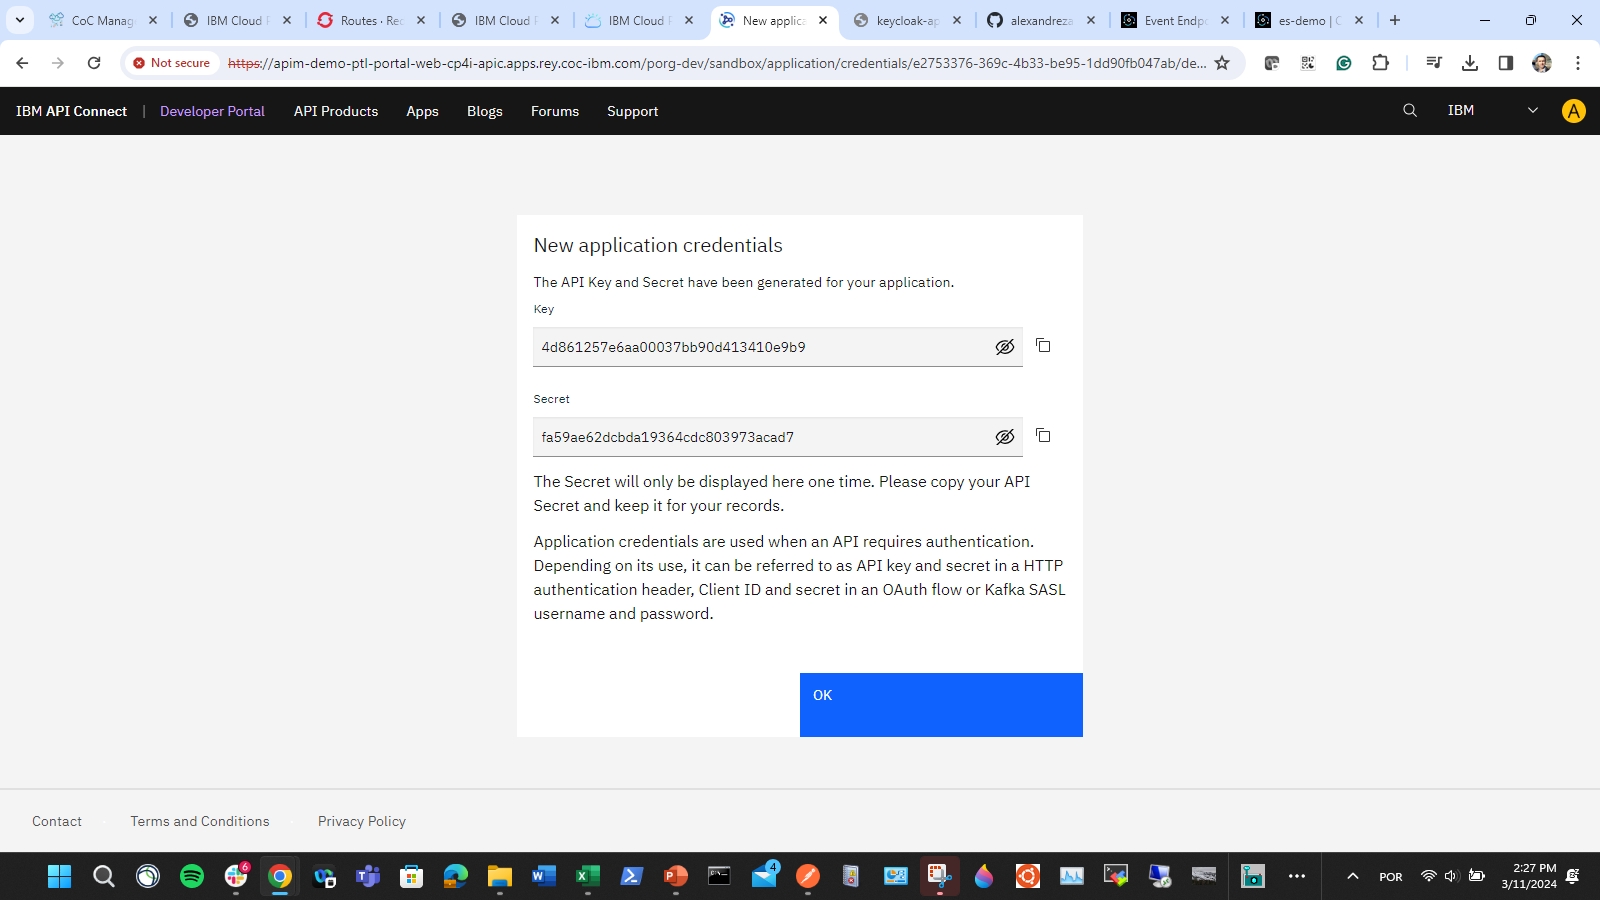 CoC Manag
IBM Cloud P
Routes · Rec
IBM Cloud P
IBM Cloud P
New applica
keycloak-ap
alexandreza
Event Endpo
es-demo | C
Not secure
https://apim-demo-ptl-portal-web-cp4i-apic.apps.rey.coc-ibm.com/porg-dev/sandbox/application/credentials/e2753376-369c-4b33-be95-1dd90fb047ab/de...
IBM API Connect | Developer Portal API Products Apps Blogs Forums Support IBM A
New application credentials
The API Key and Secret have been generated for your application.
Key
4d861257e6aa00037bb90d413410e9b9
Secret
fa59ae62dcbda19364cdc803973acad7
The Secret will only be displayed here one time. Please copy your API
Secret and keep it for your records.
Application credentials are used when an API requires authentication.
Depending on its use, it can be referred to as API key and secret in a HTTP
authentication header, Client ID and secret in an OAuth flow or Kafka SASL
username and password.
OK
Contact Terms and Conditions Privacy Policy
6
4
POR
2:27 PM
3/11/2024